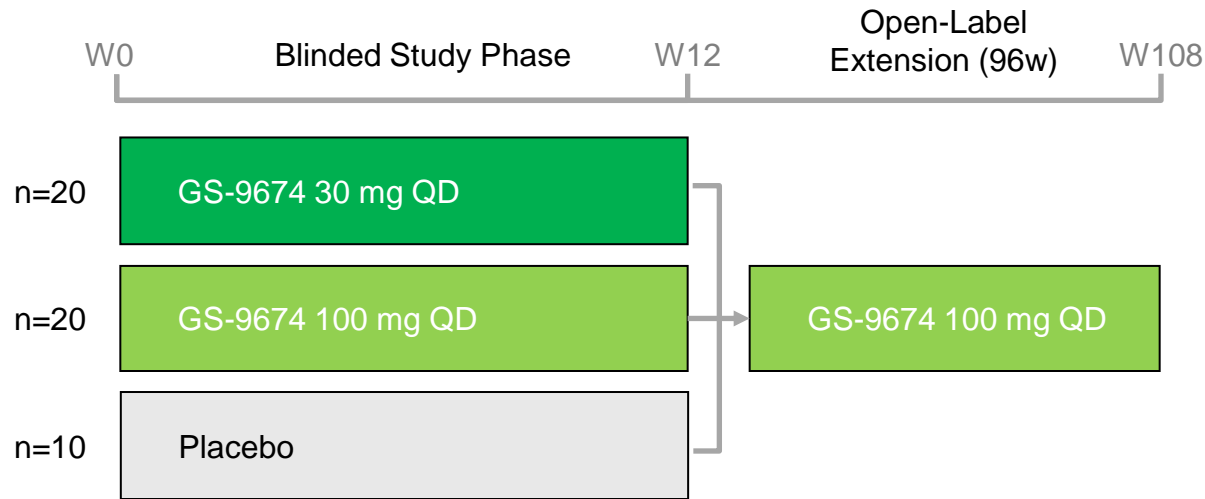 W0
Blinded Study Phase
W12
Open-Label
Extension (96w)
W108
n=20
GS-9674 30 mg QD
n=20
GS-9674 100 mg QD
GS-9674 100 mg QD
n=10
Placebo